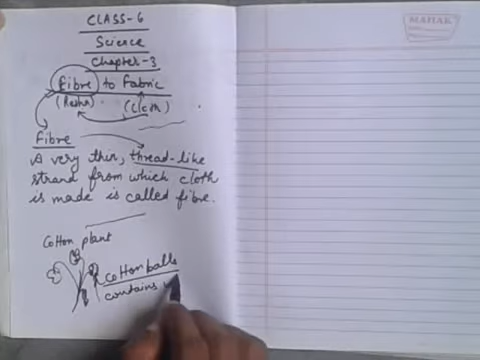 CLASS-6
Science
Chapter-3
Fibre to Fabric
(Resha) (Cloth)
Fibre
A very thin, thread-like
strand from which cloth
is made is called fibre.
Cotton plant
Cotton balls
contains
MAHAK